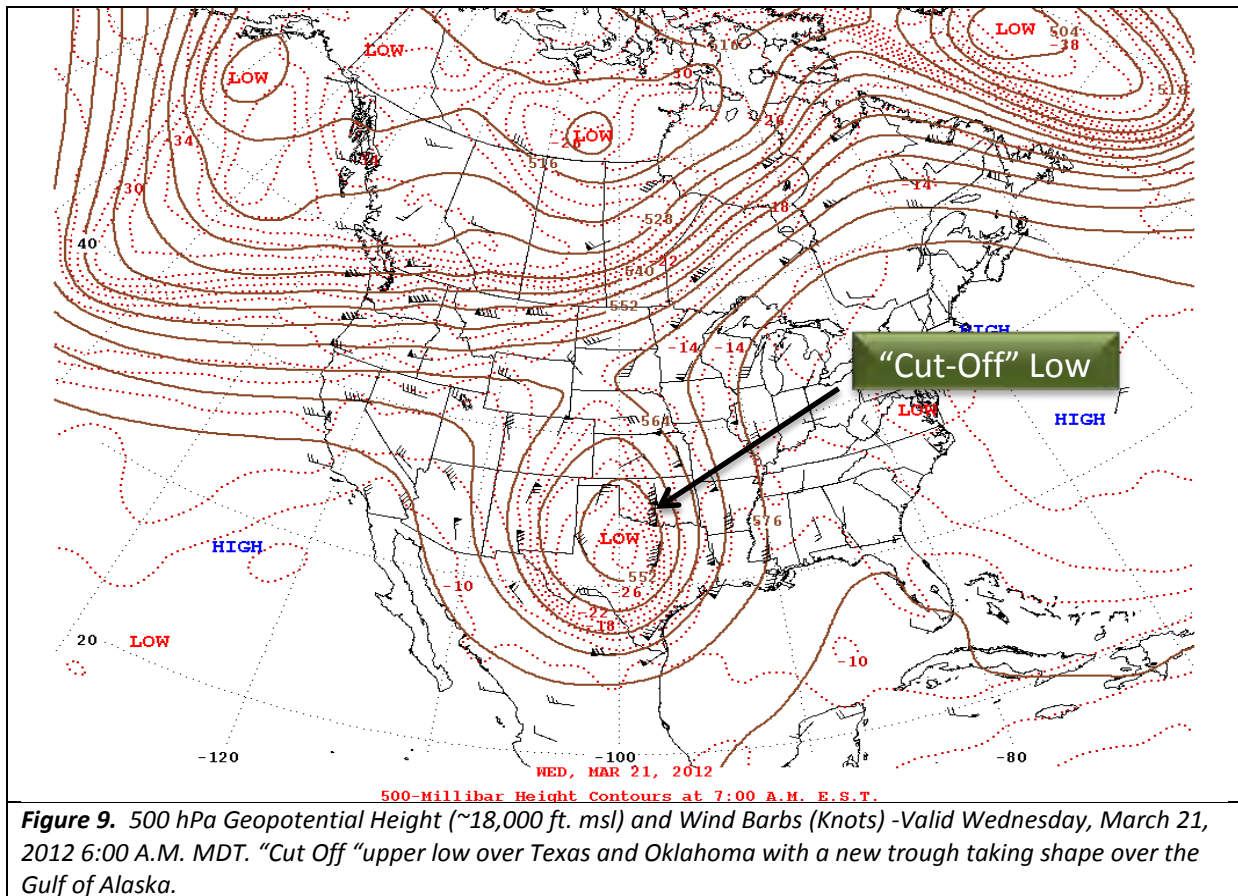 LOW
516
504
LOW
38
LOW
-30
516
-26
LOW
-34
516
-30
-14
-18
528
40
-22
540
552
HIGH
-14
-14
"Cut-Off" Low
LOW
HIGH
564
576
LOW
HIGH
552
-10
-26
-22
-18
20
LOW
-10
-120
-100
-80
WED, MAR 21, 2012
500-Millibar Height Contours at 7:00 A.M. E.S.T.
Figure 9. 500 hPa Geopotential Height (~18,000 ft. msl) and Wind Barbs (Knots) -Valid Wednesday, March 21,
2012 6:00 A.M. MDT. "Cut Off "upper low over Texas and Oklahoma with a new trough taking shape over the
Gulf of Alaska.